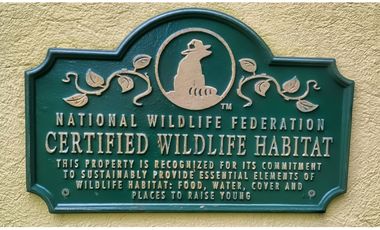 TM
NATIONAL WILDLIFE FEDERATION
CERTIFIED WILDLIFE HABITAT
THIS PROPERTY IS RECOGNIZED FOR ITS COMMITMENT
TO SUSTAINABLY PROVIDE ESSENTIAL ELEMENTS OF
WILDLIFE HABITAT: FOOD, WATER, COVER AND
PLACES TO RAISE YOUNG